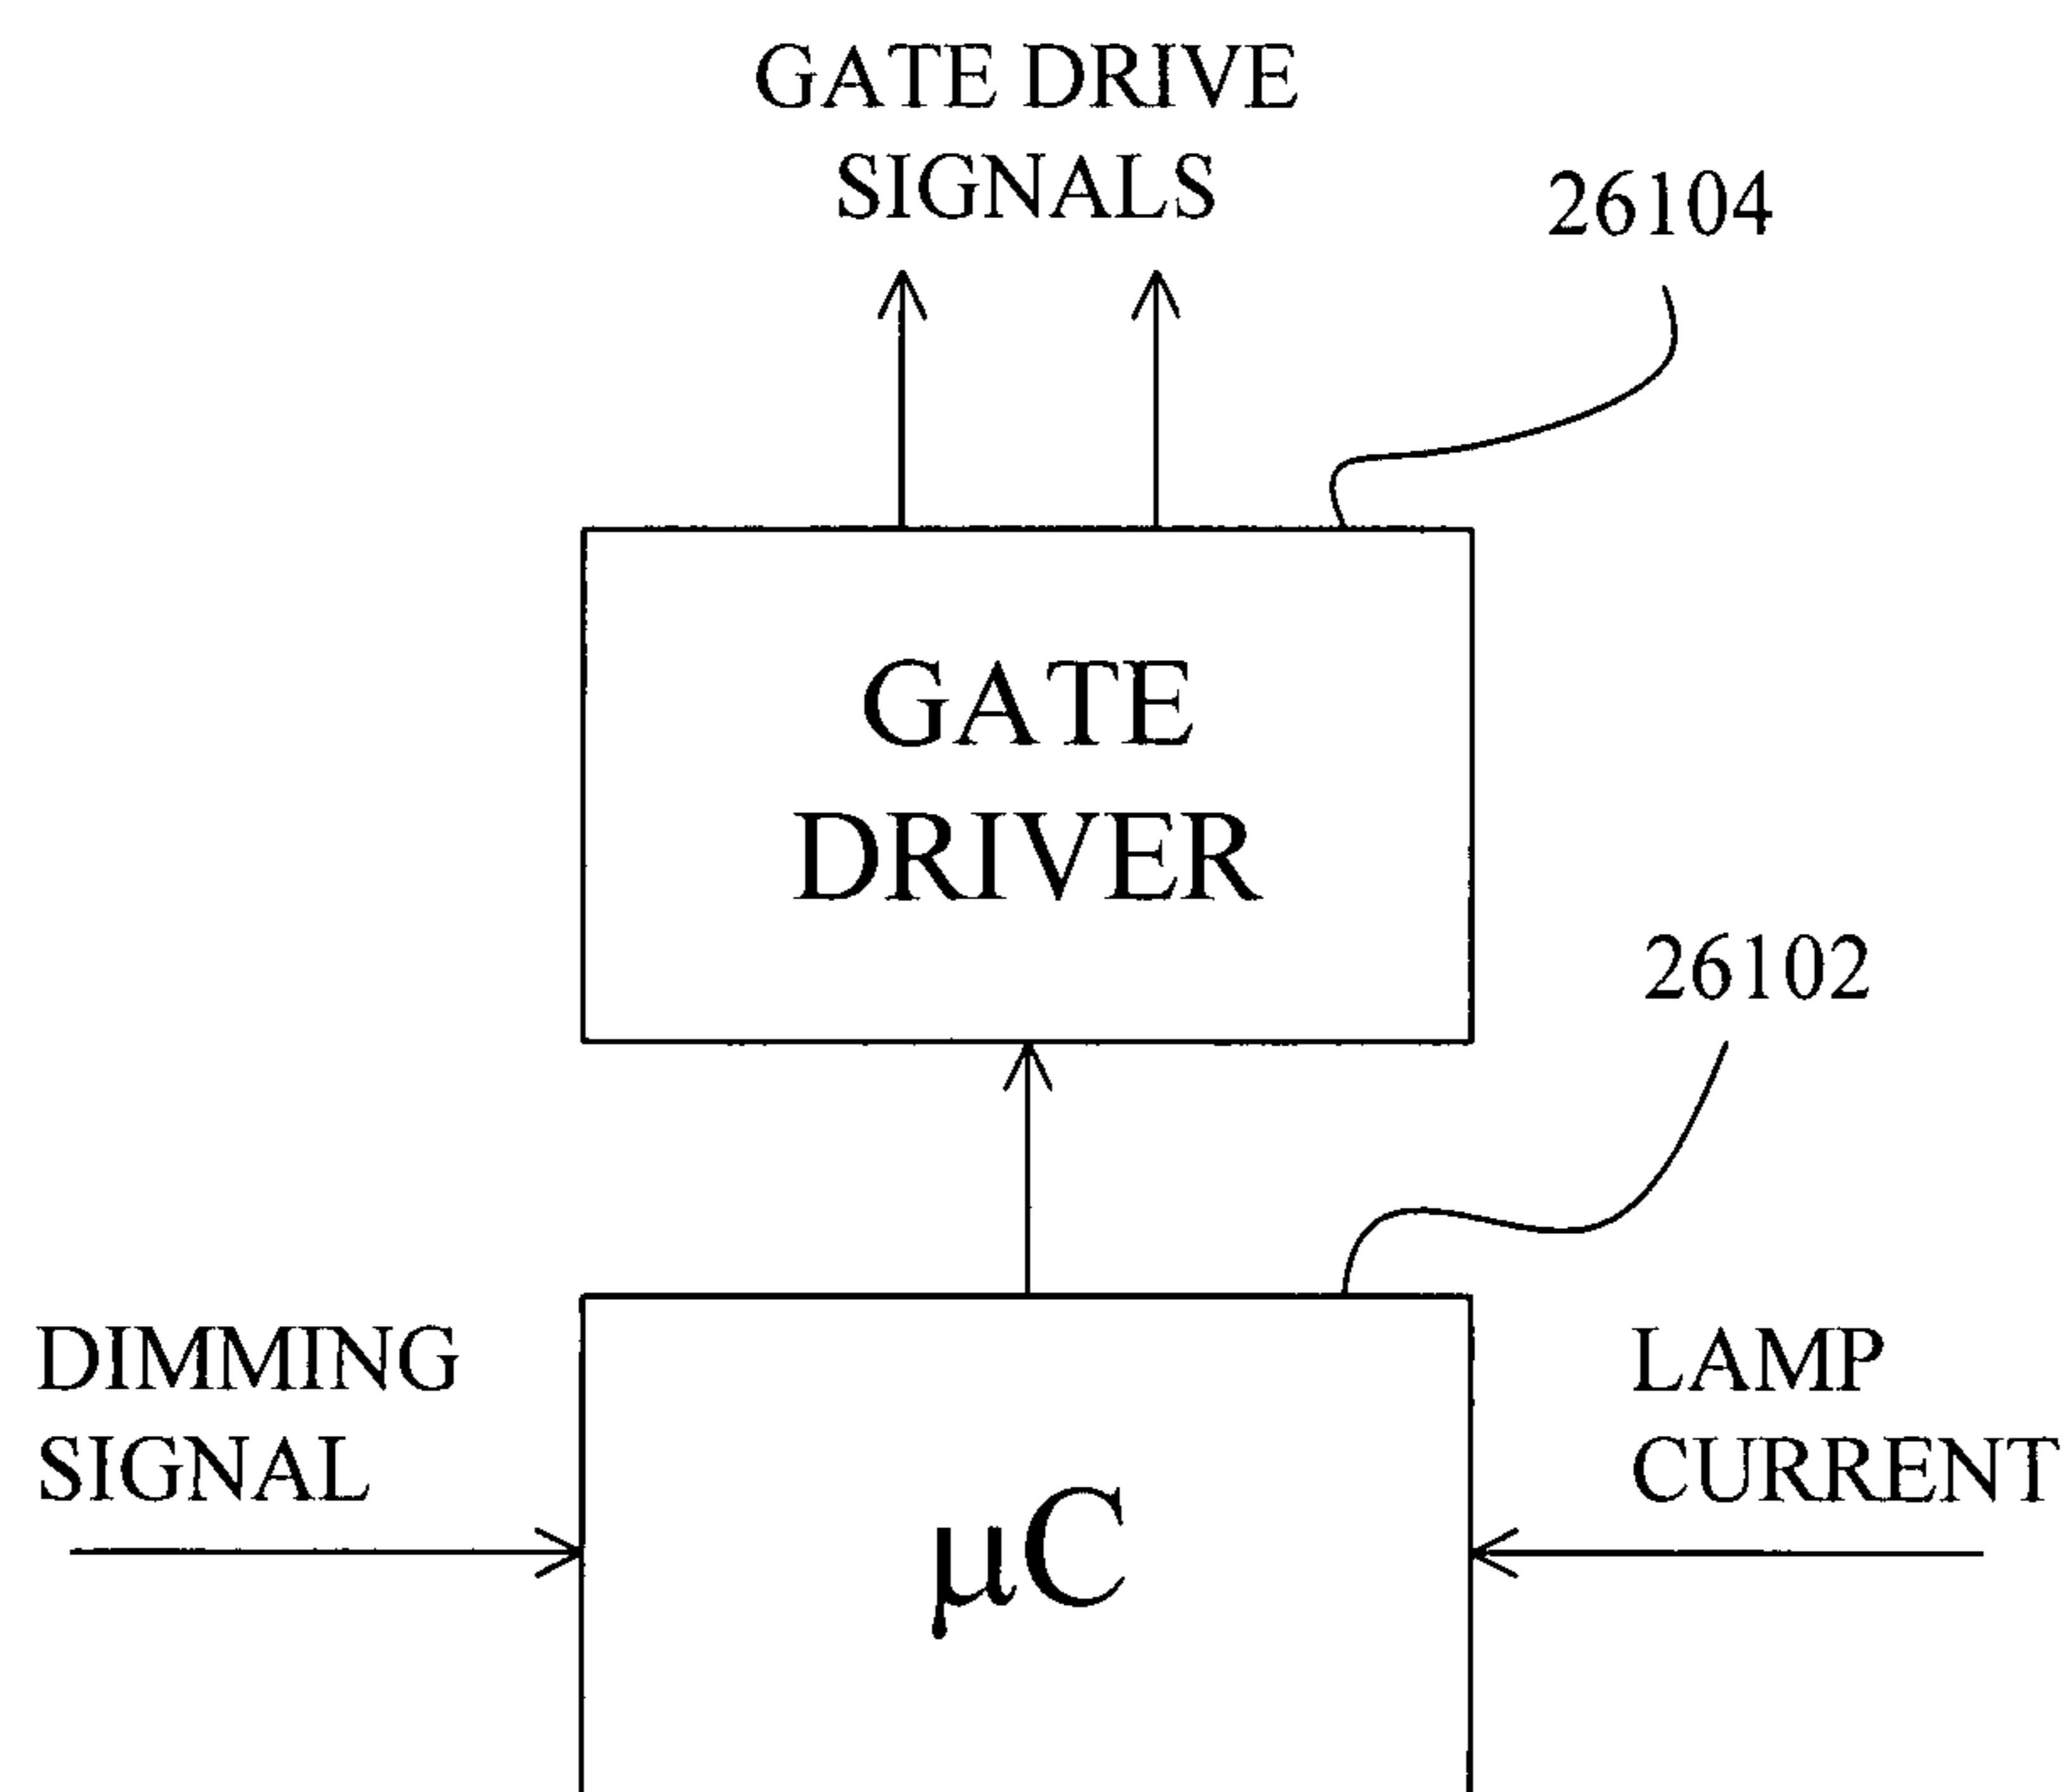 GATE DRIVE
SIGNALS
26104
GATE
DRIVER
26102
DIMMING
SIGNAL
LAMP
CURRENT
µC